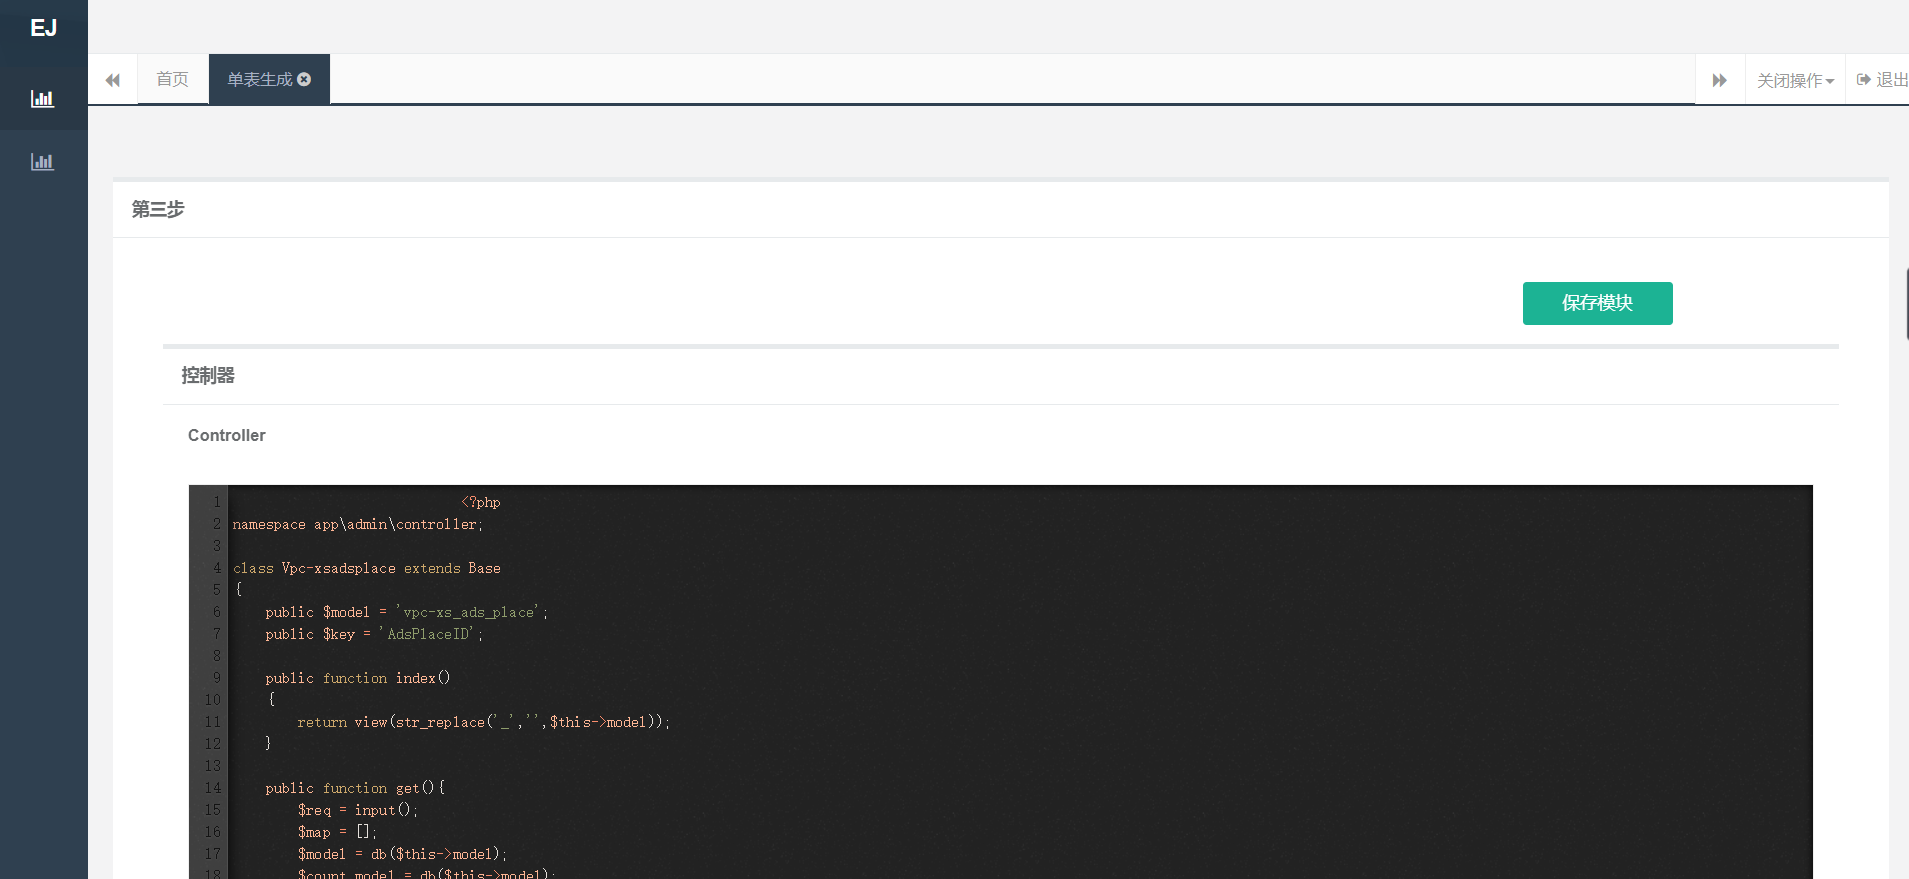 EJ
首页
单表生成
关闭操作
退出
第三步
保存模块
控制器
Controller
1 <?php
2 namespace app\admin\controller;
3
4 class Vpc-xsadsplace extends Base
5 {
6 public $model = 'vpc-xs_ads_place';
7 public $key = 'AdsPlaceID';
8
9 public function index()
10 {
11 return view(str_replace('_','',$this->model));
12 }
13
14 public function get(){
15 $req = input();
16 $map = [];
17 $model = db($this->model);
18 $count_model = db($this->model);